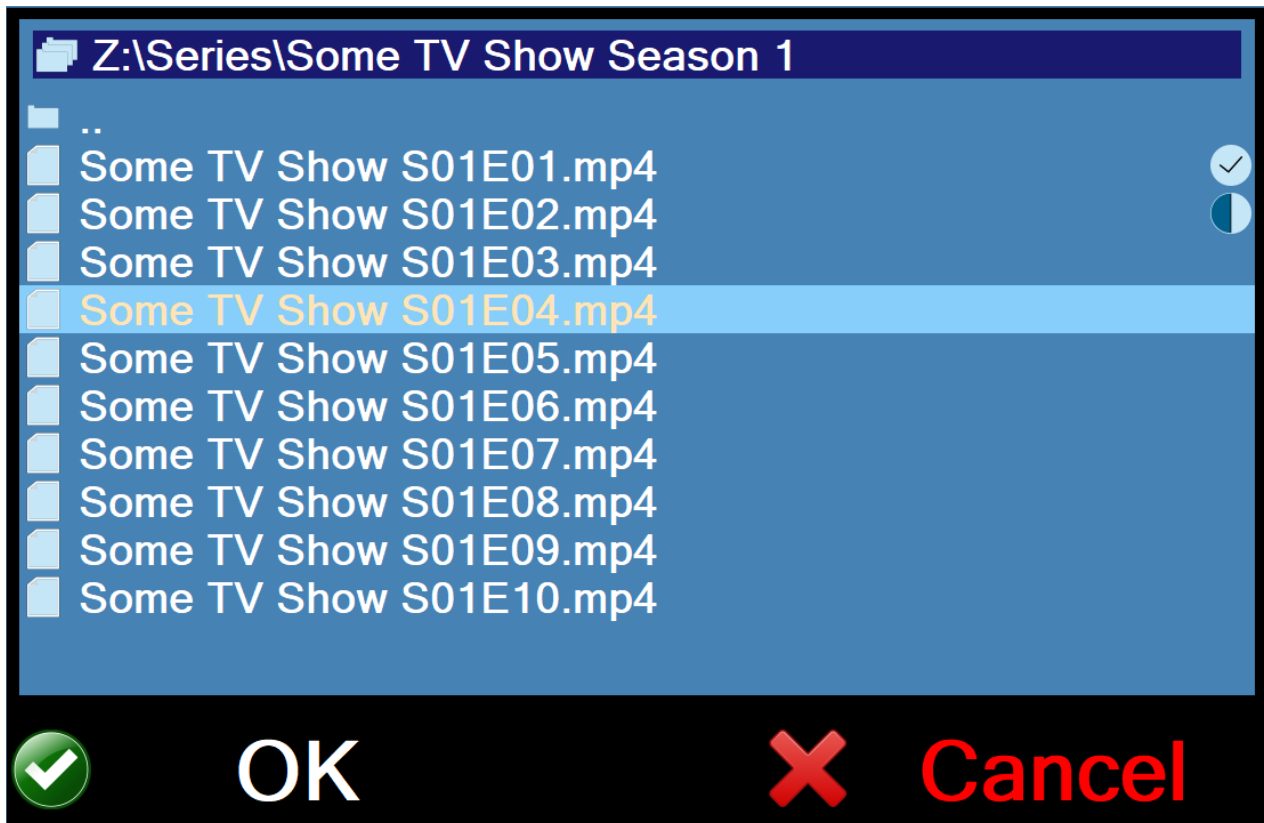 Z:\Series\Some TV Show Season 1
..
Some TV Show S01E01.mp4
Some TV Show S01E02.mp4
Some TV Show S01E03.mp4
Some TV Show S01E04.mp4
Some TV Show S01E05.mp4
Some TV Show S01E06.mp4
Some TV Show S01E07.mp4
Some TV Show S01E08.mp4
Some TV Show S01E09.mp4
Some TV Show S01E10.mp4
OK Cancel